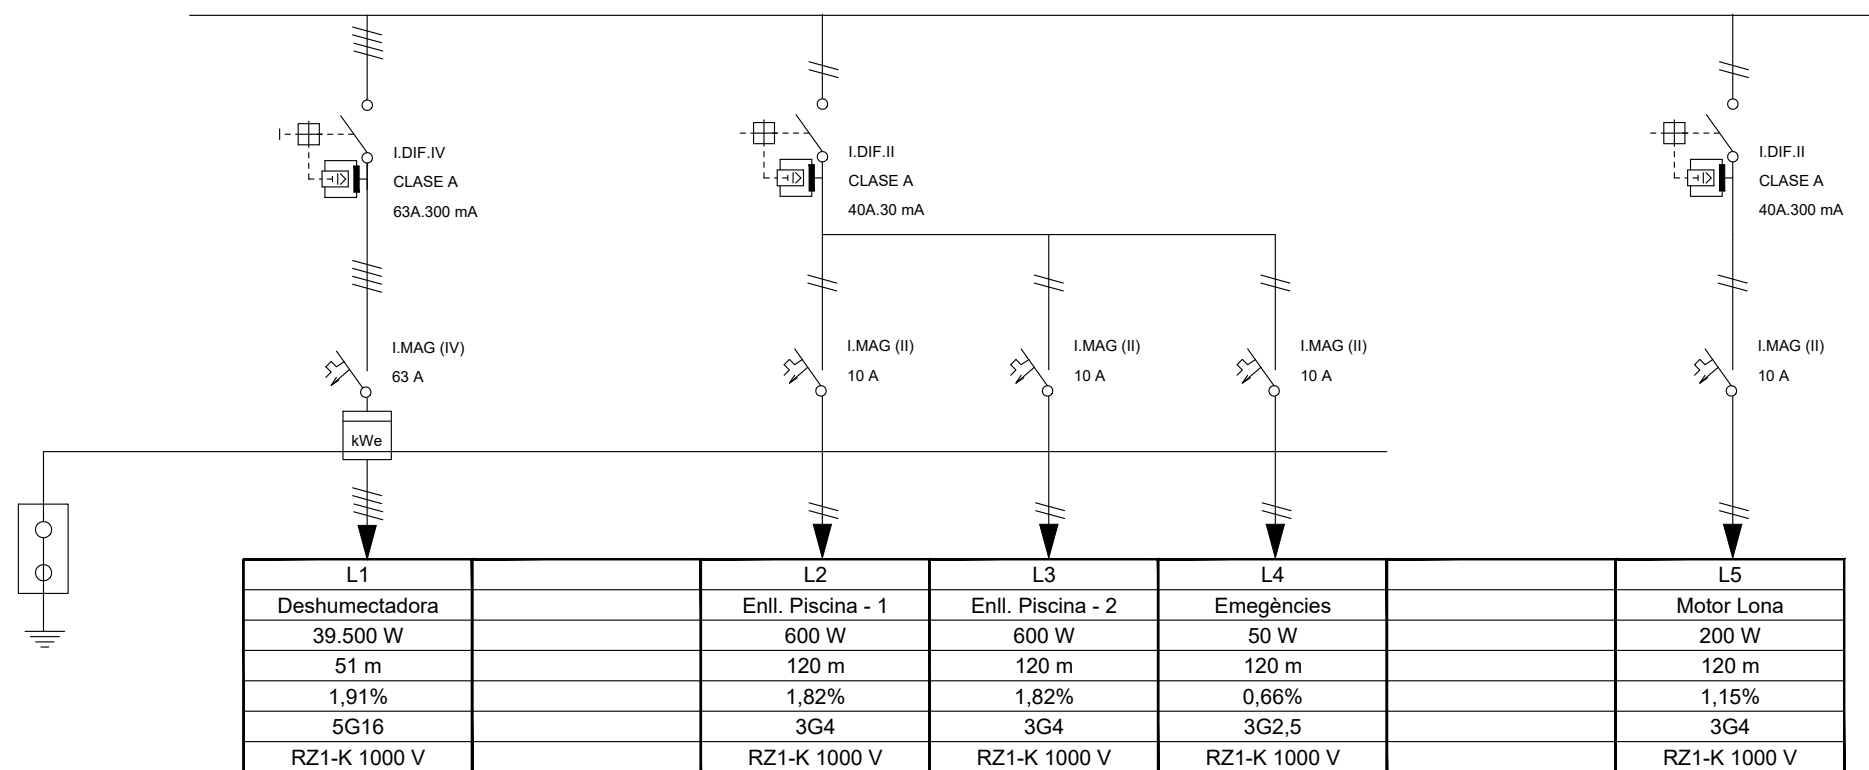 I.DIF.IV
CLASE A
63A.300 mA
I.DIF.II
CLASE A
40A.30 mA
I.DIF.II
CLASE A
40A.300 mA
I.MAG (IV)
63 A
I.MAG (II)
10 A
I.MAG (II)
10 A
I.MAG (II)
10 A
I.MAG (II)
10 A
kWe
L1 L2 L3 L4 L5
Deshumectadora Enll. Piscina - 1 Enll. Piscina - 2 Emegències Motor Lona
39.500 W 600 W 600 W 50 W 200 W
51 m 120 m 120 m 120 m 120 m
1,91% 1,82% 1,82% 0,66% 1,15%
5G16 3G4 3G4 3G2,5 3G4
RZ1-K 1000 V RZ1-K 1000 V RZ1-K 1000 V RZ1-K 1000 V RZ1-K 1000 V